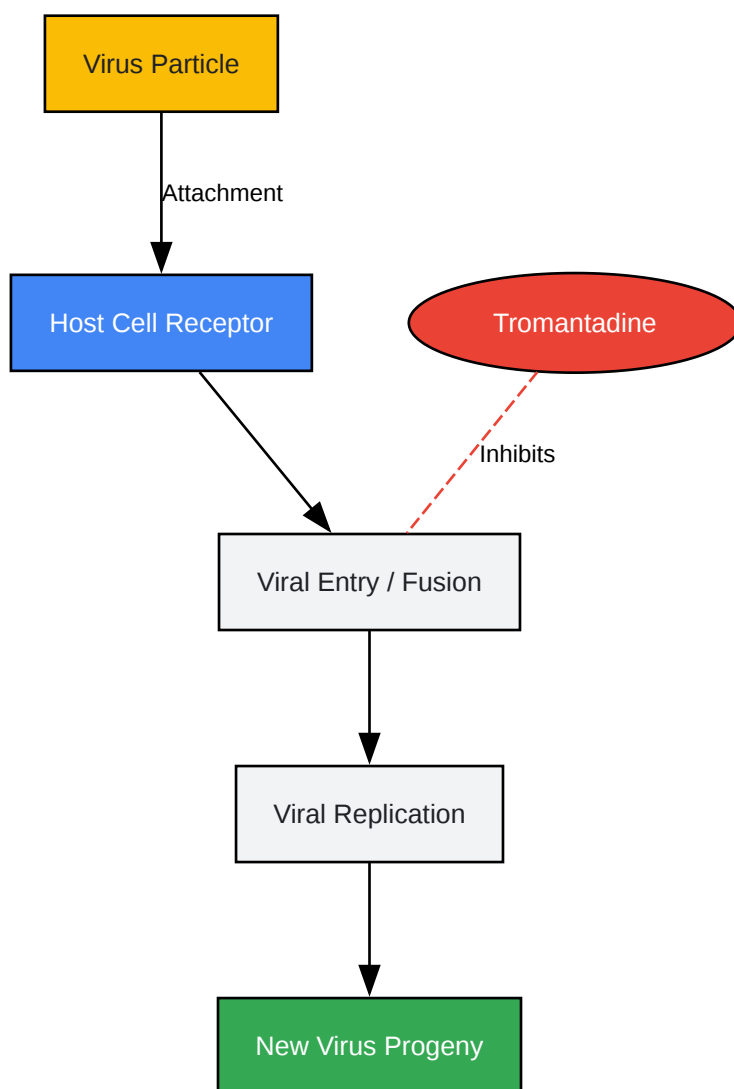 Virus Particle
Attachment
Host Cell Receptor
Tromantadine
Inhibits
Viral Entry / Fusion
Viral Replication
New Virus Progeny